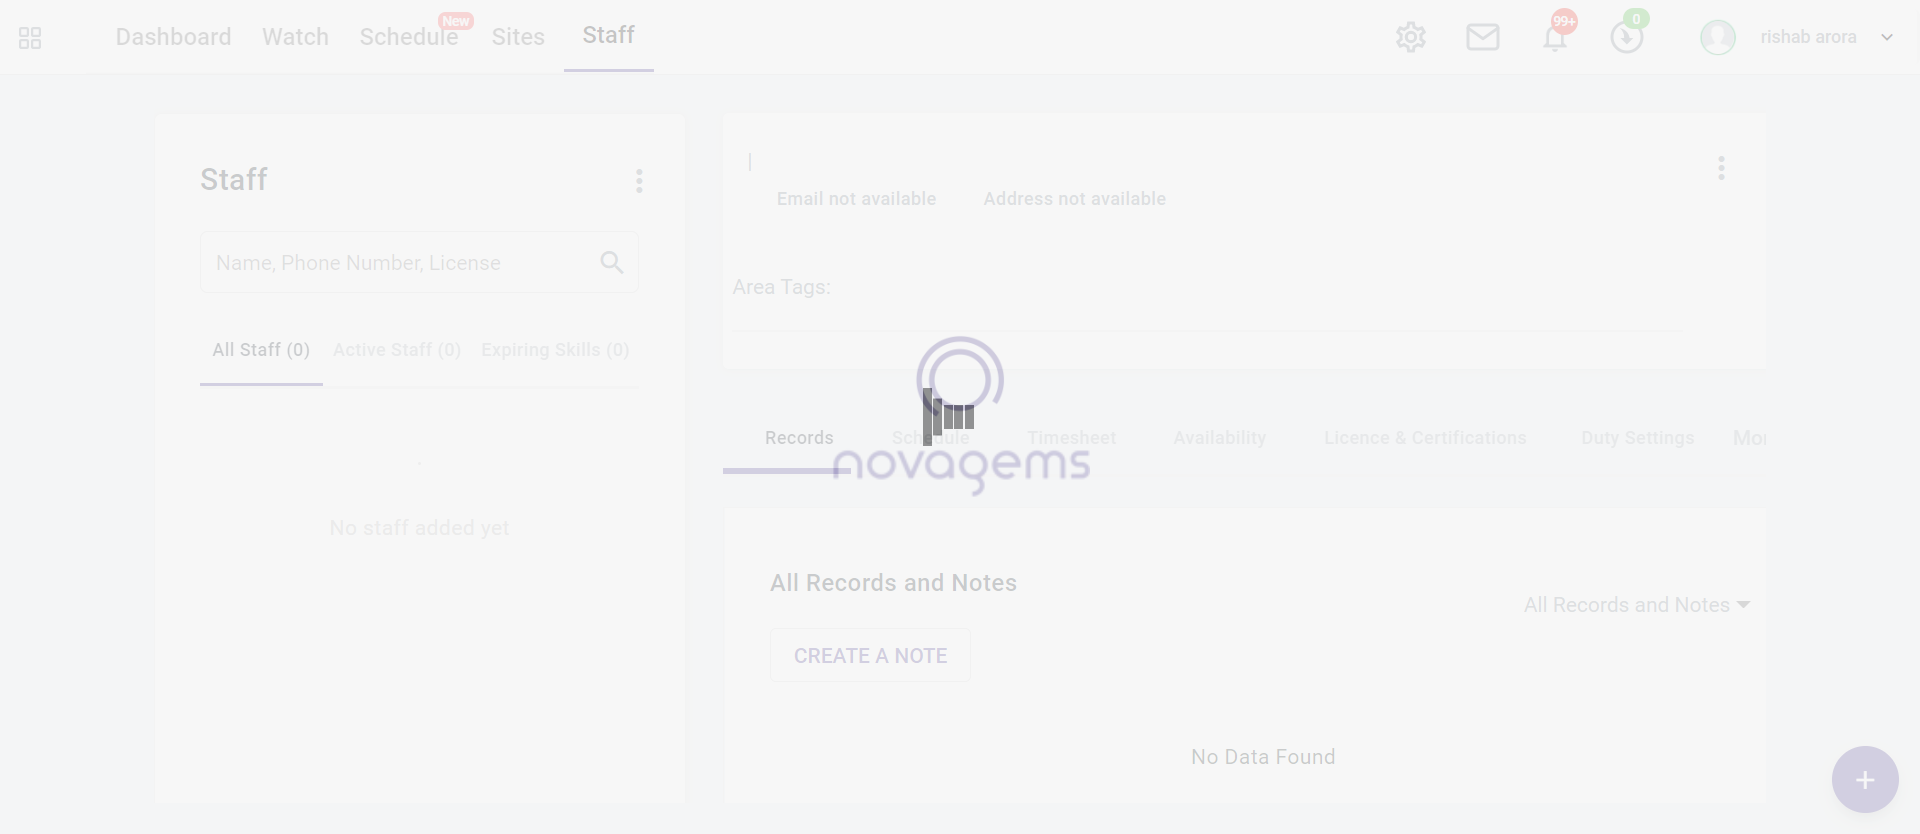 Dashboard Watch Schedule New Sites Staff 99+ 0 rishab arora
Staff
Name, Phone Number, License
All Staff (0) Active Staff (0) Expiring Skills (0)
No staff added yet
|
Email not available Address not available
Area Tags:
novagems
Records Schedule Timesheet Availability Licence & Certifications Duty Settings Mor
All Records and Notes
All Records and Notes
CREATE A NOTE
No Data Found
+